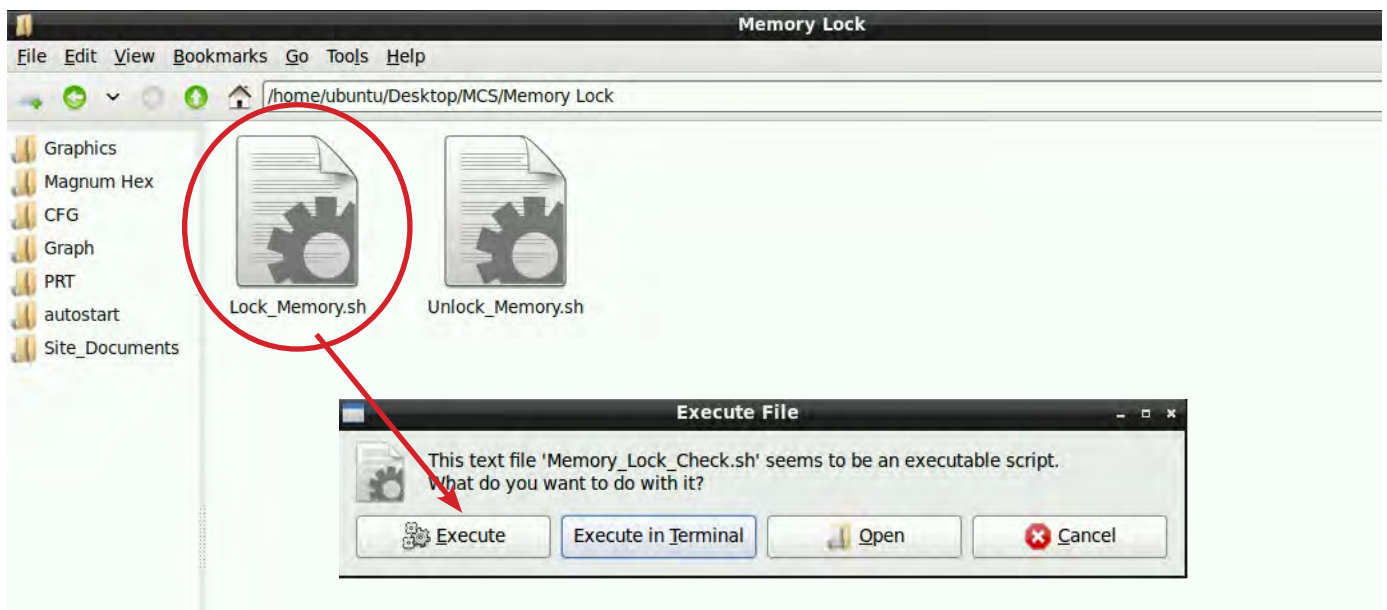 Memory Lock
File Edit View Bookmarks Go Tools Help
/home/ubuntu/Desktop/MCS/Memory Lock
Graphics
Magnum Hex
CFG
Graph
PRT
autostart
Site_Documents
Lock_Memory.sh
Unlock_Memory.sh
Execute File
This text file 'Memory_Lock_Check.sh' seems to be an executable script.
What do you want to do with it?
Execute
Execute in Terminal
Open
Cancel